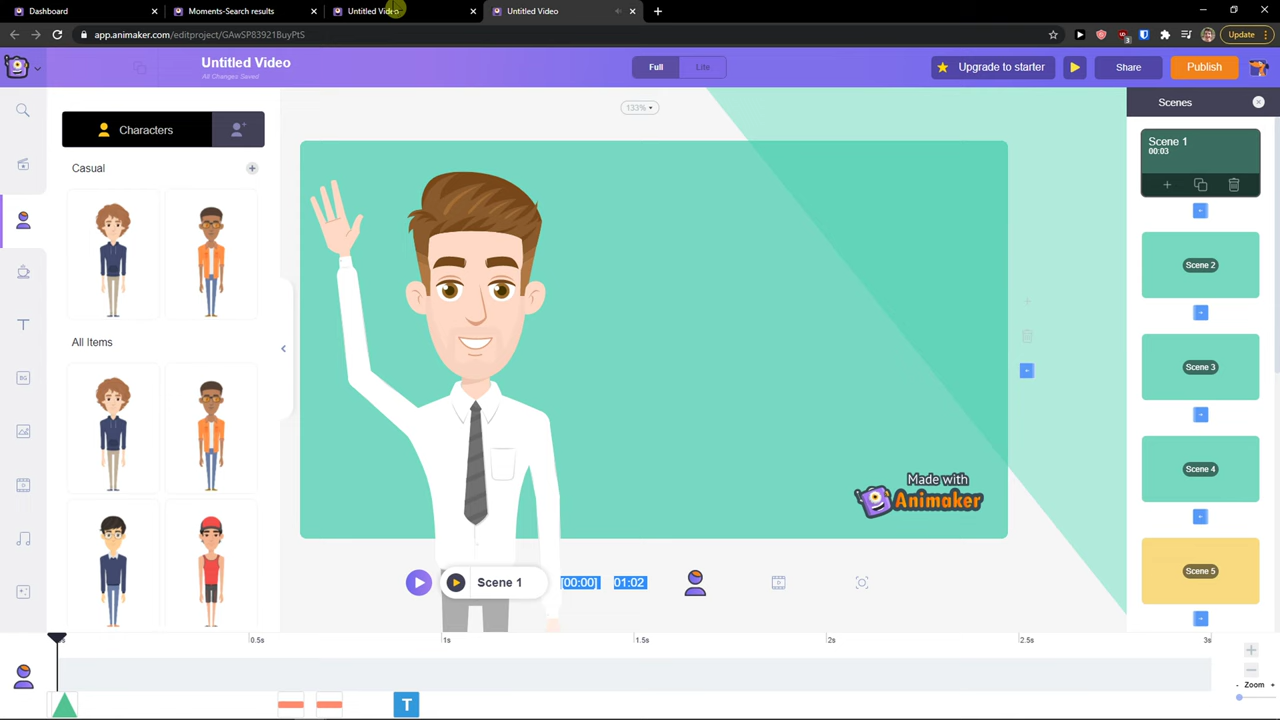 Dashboard
Moments-Search results
Untitled Video
Untitled Video
app.animaker.com/editproject/GAwSP83921BuyPtS
Update
Untitled Video
All Changes Saved
Full
Lite
Upgrade to starter
Share
Publish
Characters
133%
Scenes
Casual
Scene 1
00:03
Scene 2
All Items
Scene 3
Scene 4
Made with
Animaker
Scene 5
Scene 1
[00:00]
01:02
0.5s
1s
1.5s
2s
2.5s
3s
- Zoom +
T